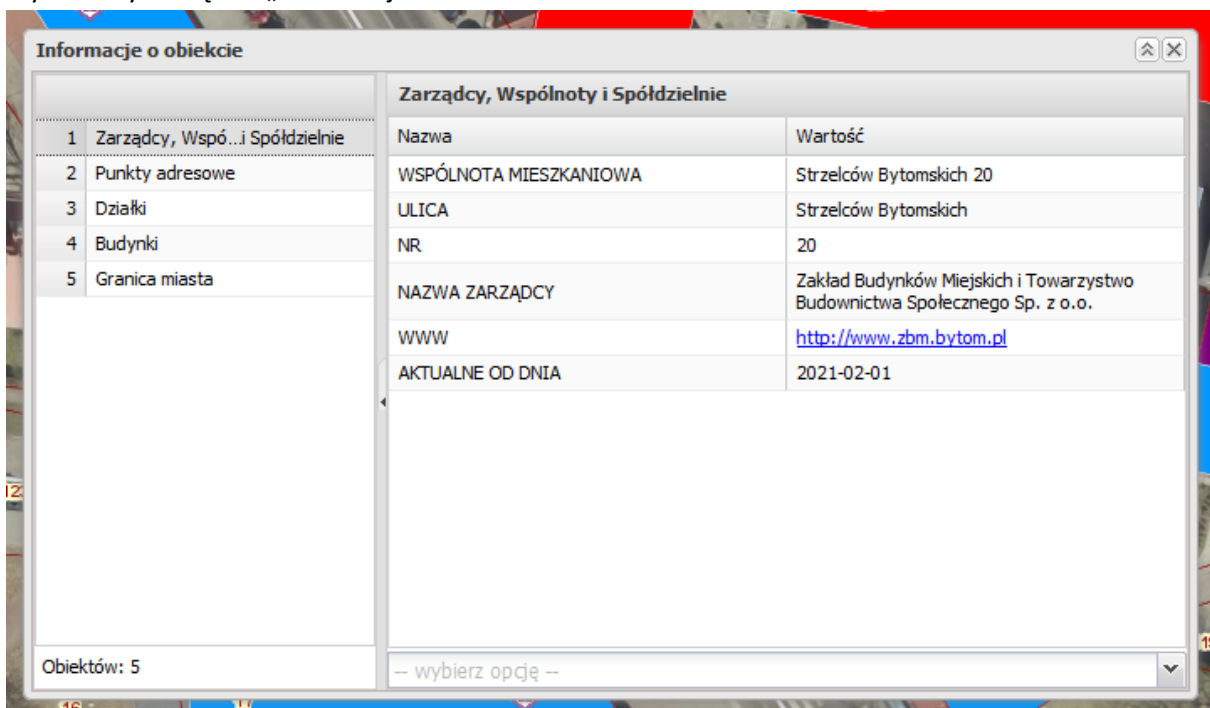 Informacje o obiekcie
Zarządcy, Wspólnoty i Spółdzielnie
1 Zarządcy, Wspó...i Spółdzielnie
2 Punkty adresowe
3 Działki
4 Budynki
5 Granica miasta
Nazwa Wartość
WSPÓLNOTA MIESZKANIOWA Strzelców Bytomskich 20
ULICA Strzelców Bytomskich
NR 20
NAZWA ZARZĄDCY Zakład Budynków Miejskich i Towarzystwo
Budownictwa Społecznego Sp. z o.o.
WWW http://www.zbm.bytom.pl
AKTUALNE OD DNIA 2021-02-01
Obiektów: 5
-- wybierz opcję --